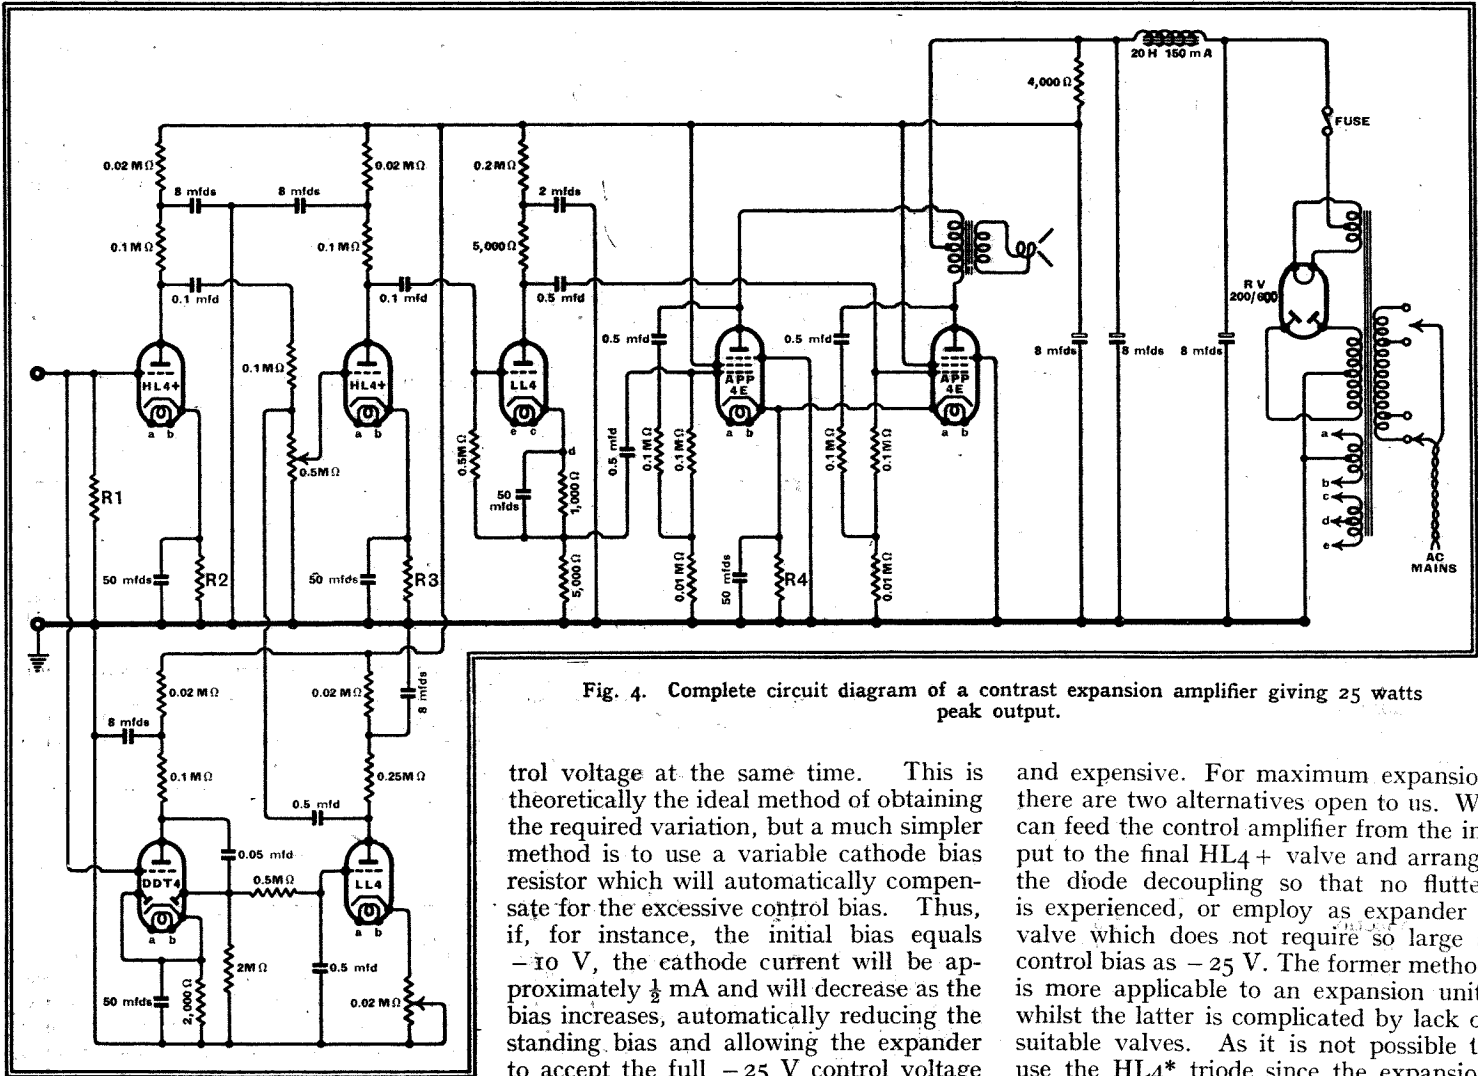 20 H 150 mA
4,000 Ω
FUSE
0.02 MΩ
0.02 MΩ
0.2 MΩ
8 mfds
8 mfds
2 mfds
0.1 MΩ
0.1 MΩ
5,000 Ω
0.1 mfd
0.1 mfd
0.5 mfd
R V
200/600
0.5 mfd
0.5 mfd
8 mfds
8 mfds
8 mfds
0.1 MΩ
HL4+
HL4+
LL4
APP
4E
APP
4E
a b
a b
e c
a b
a b
a
b
c
d
e
0.5MΩ
0.5MΩ
d
0.5 mfd
0.1 MΩ
0.1 MΩ
0.1 MΩ
0.1 MΩ
R1
50
mfds
1,000 Ω
AC
MAINS
50 mfds
R2
50 mfds
R3
5,000 Ω
0.01 MΩ
50 mfds
R4
0.01 MΩ
0.02 MΩ
0.02 MΩ
8 mfds
8 mfds
0.1 MΩ
0.25MΩ
0.5 mfd
0.05 mfd
0.5MΩ
DDT4
LL4
a b
a b
2MΩ
0.5 mfd
50 mfds
2,000 Ω
0.02 MΩ
Fig. 4. Complete circuit diagram of a contrast expansion amplifier giving 25 watts
peak output.
trol voltage at the same time. This is
theoretically the ideal method of obtaining
the required variation, but a much simpler
method is to use a variable cathode bias
resistor which will automatically compen-
sate for the excessive control bias. Thus,
if, for instance, the initial bias equals
− 10 V, the cathode current will be ap-
proximately ½ mA and will decrease as the
bias increases, automatically reducing the
standing bias and allowing the expander
to accept the full − 25 V control voltage
and expensive. For maximum expansio
there are two alternatives open to us. W
can feed the control amplifier from the in
put to the final HL4 + valve and arrang
the diode decoupling so that no flutte
is experienced, or employ as expander
valve which does not require so large
control bias as − 25 V. The former metho
is more applicable to an expansion unit
whilst the latter is complicated by lack o
suitable valves. As it is not possible t
use the HL4* triode since the expansio